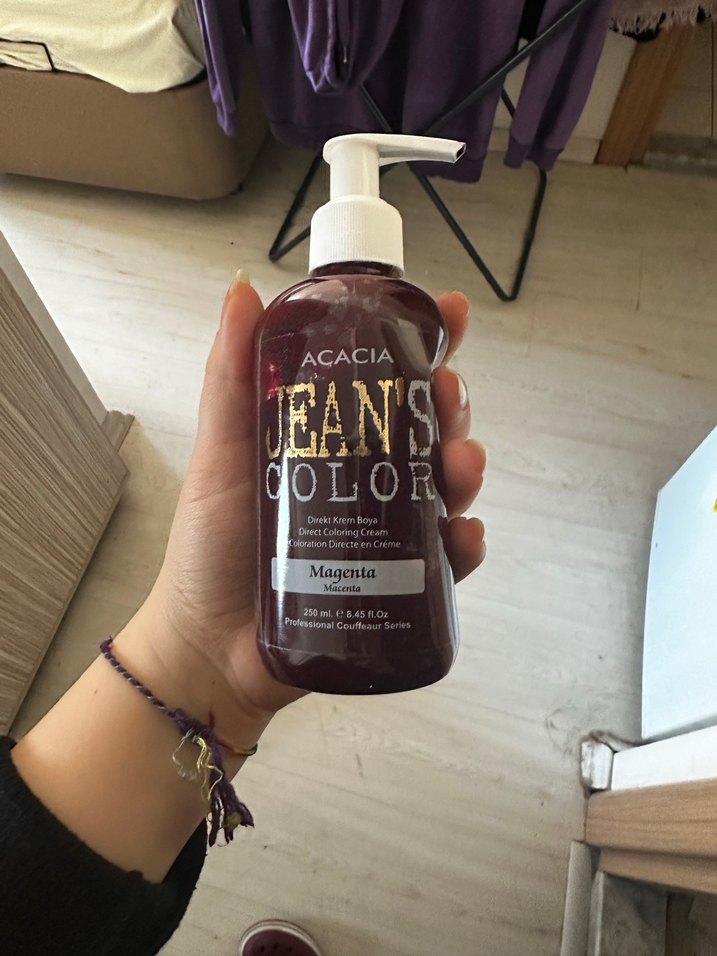 ACACIA
JEAN'S
COLOR
Direkt Krem Boya
Direct Coloring Cream
Coloration Directe en Créme
Magenta
Macenta
250 ml. ℮ 8.45 fl.Oz
Professional Couffeaur Series